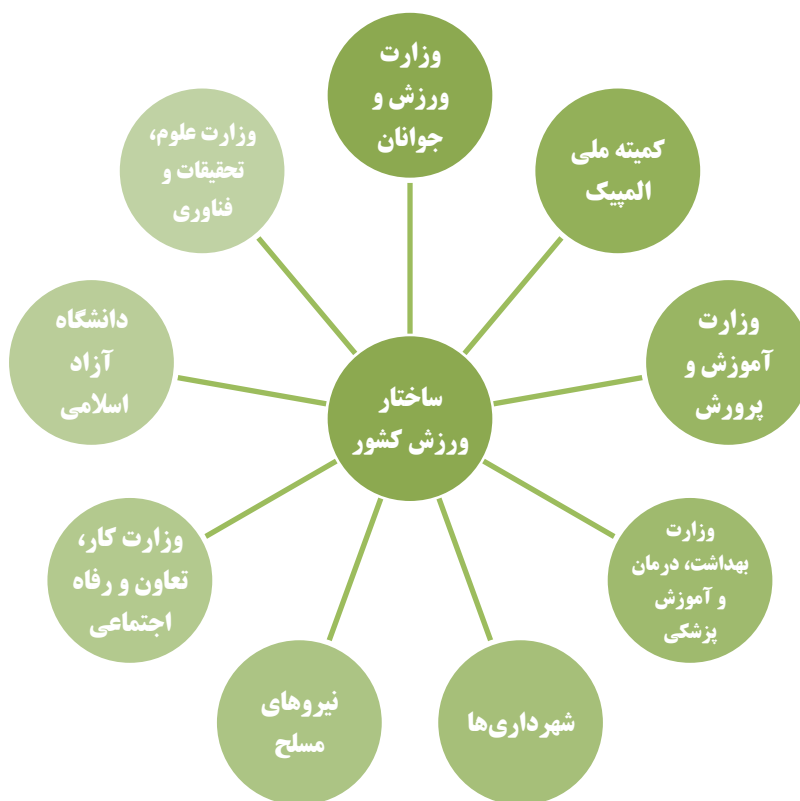 وزارت
ورزش و
جوانان
کمیته ملی
المپیک
وزارت
آموزش و
پرورش
وزارت
بهداشت، درمان
و آموزش
پزشکی
شهرداری‌ها
نیروهای
مسلح
وزارت کار،
تعاون و رفاه
اجتماعی
دانشگاه
آزاد
اسلامی
وزارت علوم،
تحقیقات و
فناوری
ساختار
ورزش کشور